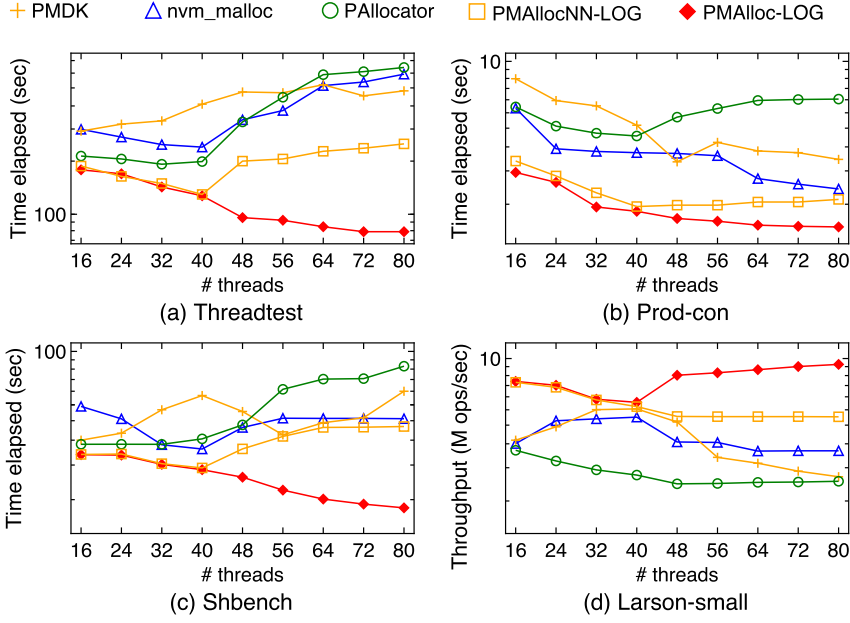 PMDK nvm_malloc PAllocator PMAllocNN-LOG PMAlloc-LOG
Time elapsed (sec)
100
16 24 32 40 48 56 64 72 80
# threads
(a) Threadtest
Time elapsed (sec)
10
16 24 32 40 48 56 64 72 80
# threads
(b) Prod-con
Time elapsed (sec)
100
16 24 32 40 48 56 64 72 80
# threads
(c) Shbench
Throughput (M ops/sec)
10
16 24 32 40 48 56 64 72 80
# threads
(d) Larson-small